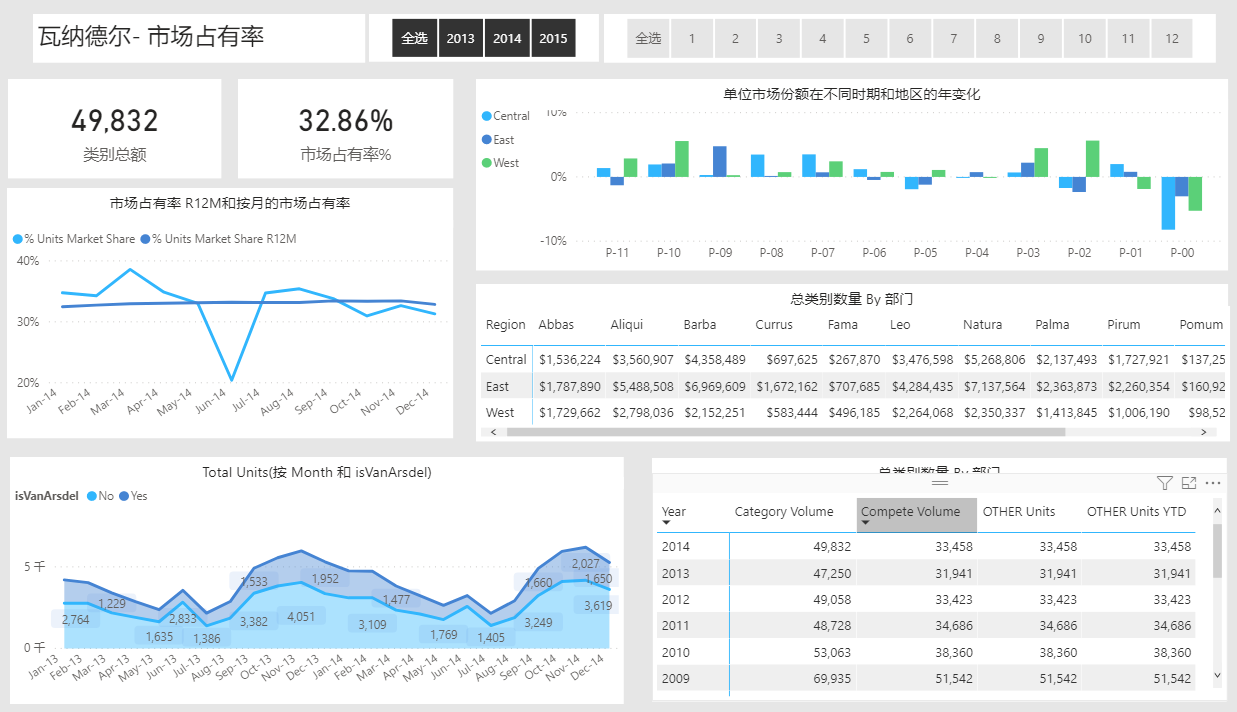 瓦纳德尔- 市场占有率
全选 2013 2014 2015
全选 1 2 3 4 5 6 7 8 9 10 11 12
49,832
类别总额
32.86%
市场占有率%
单位市场份额在不同时期和地区的年变化
Central
East
West
10%
0%
-10%
P-11 P-10 P-09 P-08 P-07 P-06 P-05 P-04 P-03 P-02 P-01 P-00
市场占有率 R12M和按月的市场占有率
% Units Market Share % Units Market Share R12M
40%
30%
20%
Jan-14 Feb-14 Mar-14 Apr-14 May-14 Jun-14 Jul-14 Aug-14 Sep-14 Oct-14 Nov-14 Dec-14
总类别数量 By 部门
Region Abbas Aliqui Barba Currus Fama Leo Natura Palma Pirum Pomum
Central $1,536,224 $3,560,907 $4,358,489 $697,625 $267,870 $3,476,598 $5,268,806 $2,137,493 $1,727,921 $137,25
East $1,787,890 $5,488,508 $6,969,609 $1,672,162 $707,685 $4,284,435 $7,137,564 $2,363,873 $2,260,354 $160,92
West $1,729,662 $2,798,036 $2,152,251 $583,444 $496,185 $2,264,068 $2,350,337 $1,413,845 $1,006,190 $98,52
Total Units(按 Month 和 isVanArsdel)
isVanArsdel No Yes
5 千
0 千
2,764 1,229 1,635 2,833 1,386 1,533 3,382 4,051 1,952 3,109 1,477 1,769 1,405 1,660 3,249 2,027 1,650 3,619
Jan-13 Feb-13 Mar-13 Apr-13 May-13 Jun-13 Jul-13 Aug-13 Sep-13 Oct-13 Nov-13 Dec-13 Jan-14 Feb-14 Mar-14 Apr-14 May-14 Jun-14 Jul-14 Aug-14 Sep-14 Oct-14 Nov-14 Dec-14
总类别数量 By 部门
Year Category Volume Compete Volume OTHER Units OTHER Units YTD
2014 49,832 33,458 33,458 33,458
2013 47,250 31,941 31,941 31,941
2012 49,058 33,423 33,423 33,423
2011 48,728 34,686 34,686 34,686
2010 53,063 38,360 38,360 38,360
2009 69,935 51,542 51,542 51,542